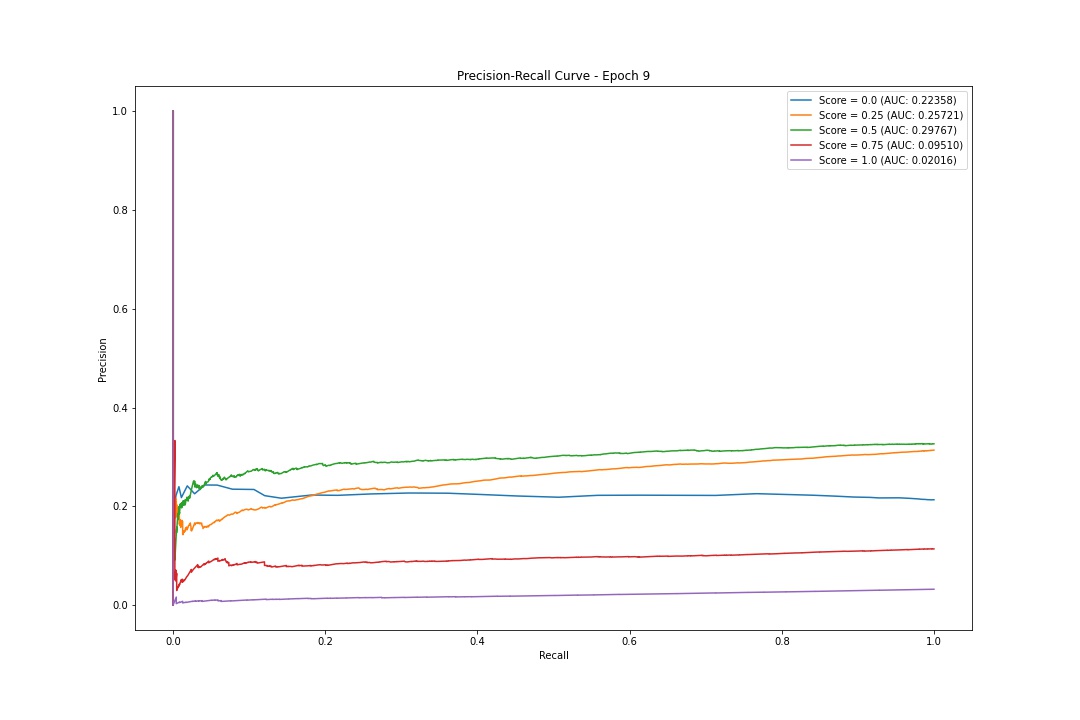 Precision-Recall Curve - Epoch 9
Score = 0.0 (AUC: 0.22358)
Score = 0.25 (AUC: 0.25721)
Score = 0.5 (AUC: 0.29767)
Score = 0.75 (AUC: 0.09510)
Score = 1.0 (AUC: 0.02016)
1.0
0.8
0.6
0.4
0.2
0.0
Precision
0.0 0.2 0.4 0.6 0.8 1.0
Recall